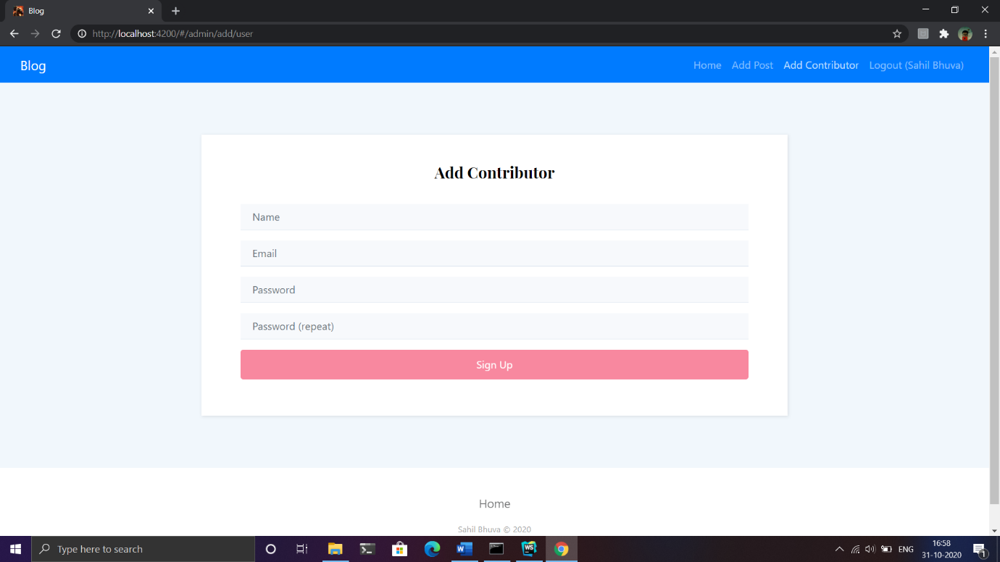 Blog
http://localhost:4200/#/admin/add/user
Blog
Home Add Post Add Contributor Logout (Sahil Bhuva)
Add Contributor
Name
Email
Password
Password (repeat)
Sign Up
Home
Sahil Bhuva © 2020
Type here to search
WS
ENG
16:58
31-10-2020
1